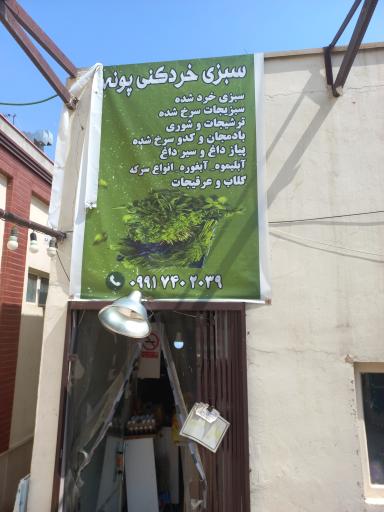 سبزی خردکنی پونه
سبزی خرد شده
سبزیجات سرخ شده
ترشیجات و شوری
بادمجان و کدو سرخ شده
پیاز داغ و سیر داغ
آبلیمو، آبغوره، انواع سرکه
گلاب و عرقیجات
۰۹۹۱ ۷۴۰ ۲۰۳۹